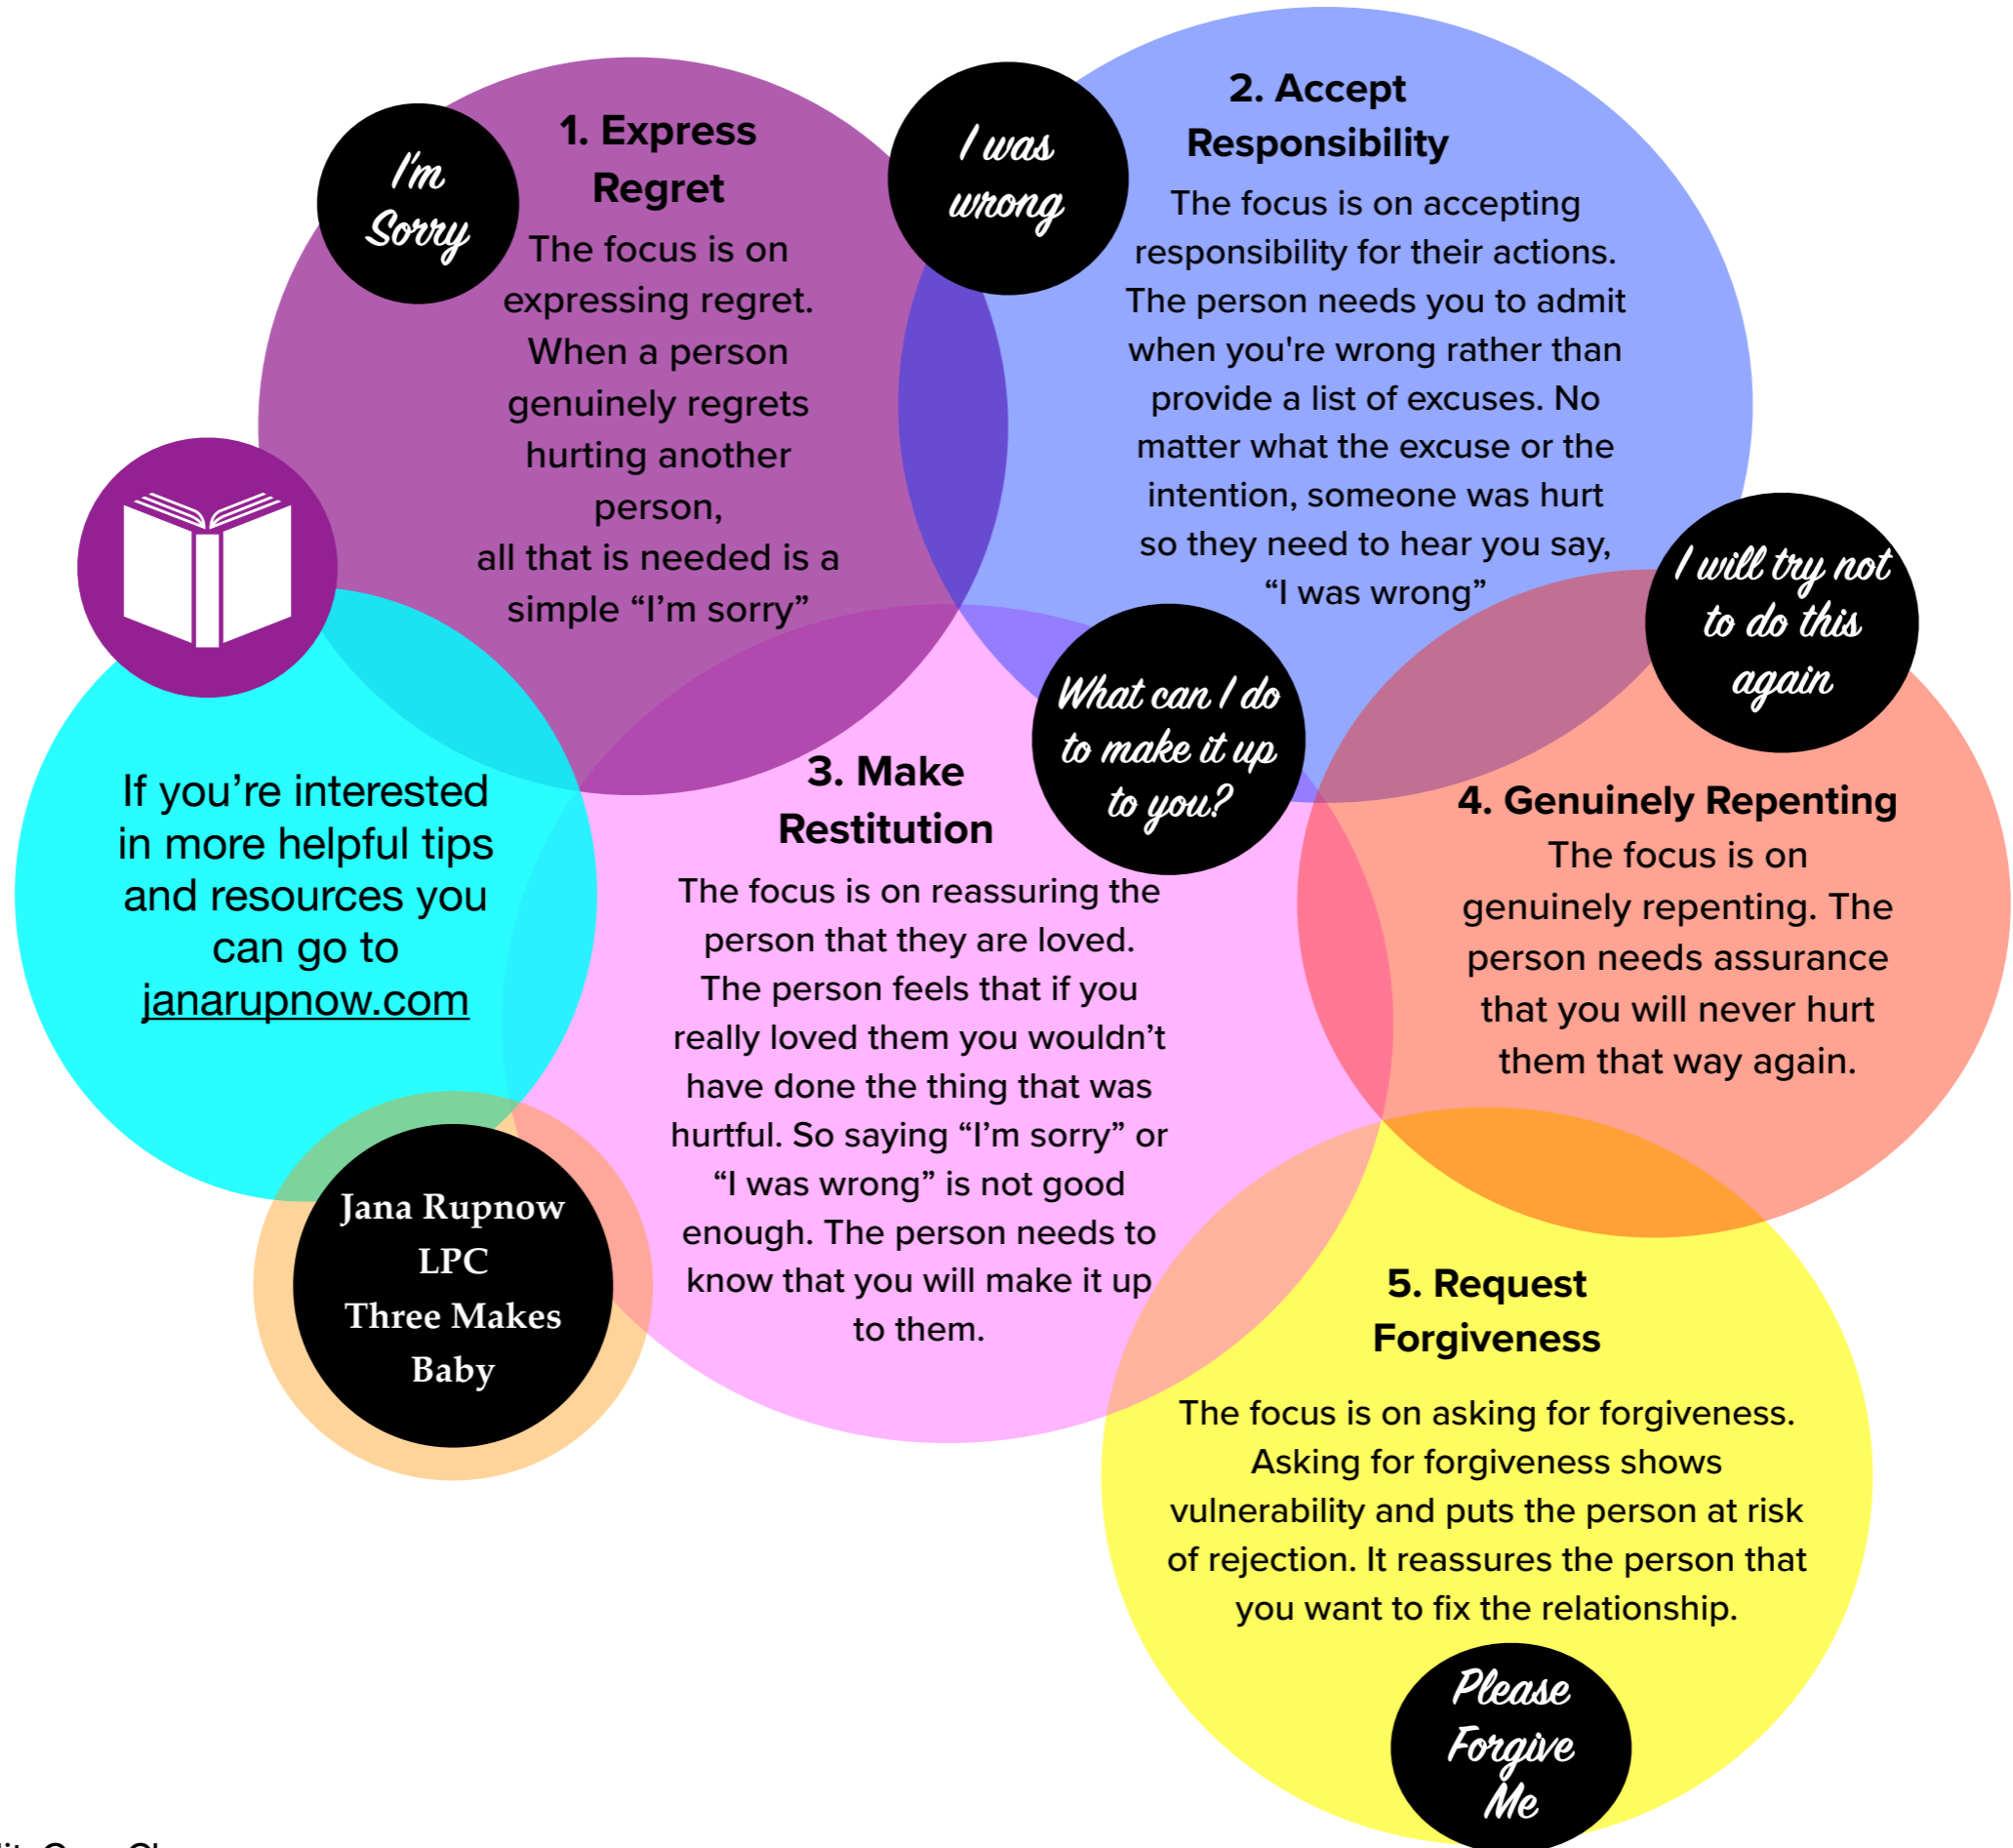 I'm
Sorry
1. Express
Regret
The focus is on
expressing regret.
When a person
genuinely regrets
hurting another
person,
all that is needed is a
simple “I’m sorry”
I was
wrong
2. Accept
Responsibility
The focus is on accepting
responsibility for their actions.
The person needs you to admit
when you're wrong rather than
provide a list of excuses. No
matter what the excuse or the
intention, someone was hurt
so they need to hear you say,
“I was wrong”
What can I do
to make it up
to you?
3. Make
Restitution
The focus is on reassuring the
person that they are loved.
The person feels that if you
really loved them you wouldn’t
have done the thing that was
hurtful. So saying “I’m sorry” or
“I was wrong” is not good
enough. The person needs to
know that you will make it up
to them.
I will try not
to do this
again
4. Genuinely Repenting
The focus is on
genuinely repenting. The
person needs assurance
that you will never hurt
them that way again.
5. Request
Forgiveness
The focus is on asking for forgiveness.
Asking for forgiveness shows
vulnerability and puts the person at risk
of rejection. It reassures the person that
you want to fix the relationship.
Please
Forgive
Me
If you’re interested
in more helpful tips
and resources you
can go to
janarupnow.com
Jana Rupnow
LPC
Three Makes
Baby